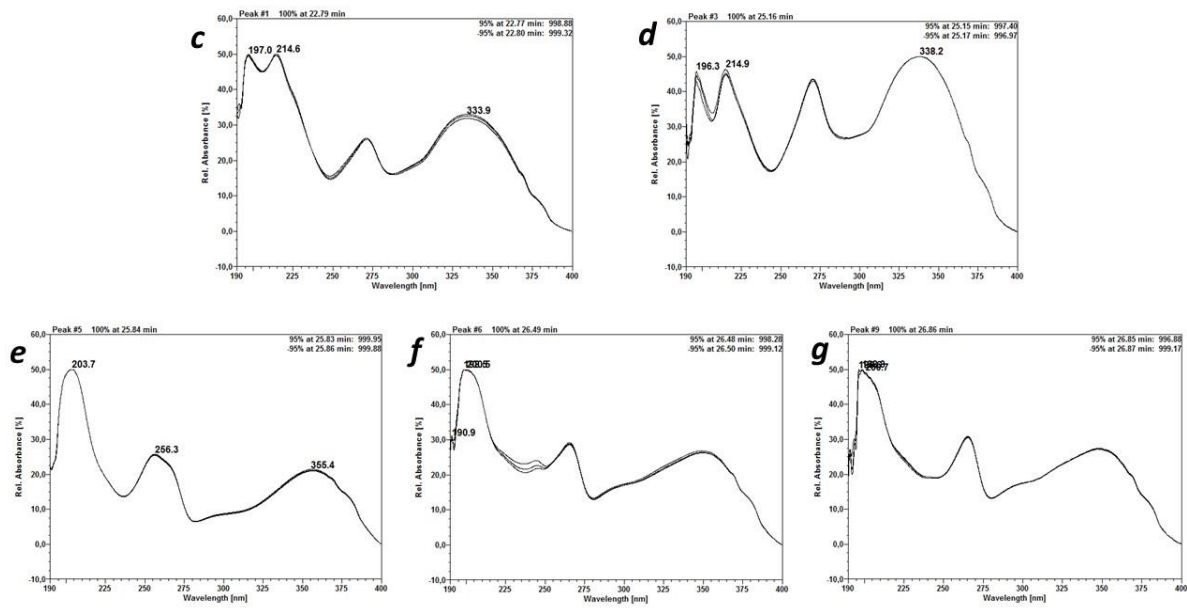 c
Peak #1 100% at 22.79 min
95% at 22.77 min: 998.88
-95% at 22.80 min: 999.32
197.0 214.6
333.9
Rel. Absorbance [%]
60,0
50,0
40,0
30,0
20,0
10,0
0,0
-10,0
190 225 250 275 300 325 350 400
Wavelength [nm]
d
Peak #3 100% at 25.16 min
95% at 25.15 min: 997.40
-95% at 25.17 min: 996.97
196.3 214.9
338.2
Rel. Absorbance [%]
60,0
50,0
40,0
30,0
20,0
10,0
0,0
-10,0
190 225 250 275 300 325 350 400
Wavelength [nm]
e
Peak #5 100% at 25.84 min
95% at 25.83 min: 999.95
-95% at 25.86 min: 999.88
203.7
256.3
355.4
Rel. Absorbance [%]
60,0
50,0
40,0
30,0
20,0
10,0
0,0
-10,0
190 225 250 275 300 325 350 400
Wavelength [nm]
f
Peak #6 100% at 26.49 min
95% at 26.48 min: 998.28
-95% at 26.50 min: 999.12
190.9
Rel. Absorbance [%]
60,0
50,0
40,0
30,0
20,0
10,0
0,0
-10,0
190 225 250 275 300 325 350 400
Wavelength [nm]
g
Peak #9 100% at 26.86 min
95% at 26.85 min: 996.88
-95% at 26.87 min: 999.17
Rel. Absorbance [%]
60,0
50,0
40,0
30,0
20,0
10,0
0,0
-10,0
190 225 250 275 300 325 350 400
Wavelength [nm]